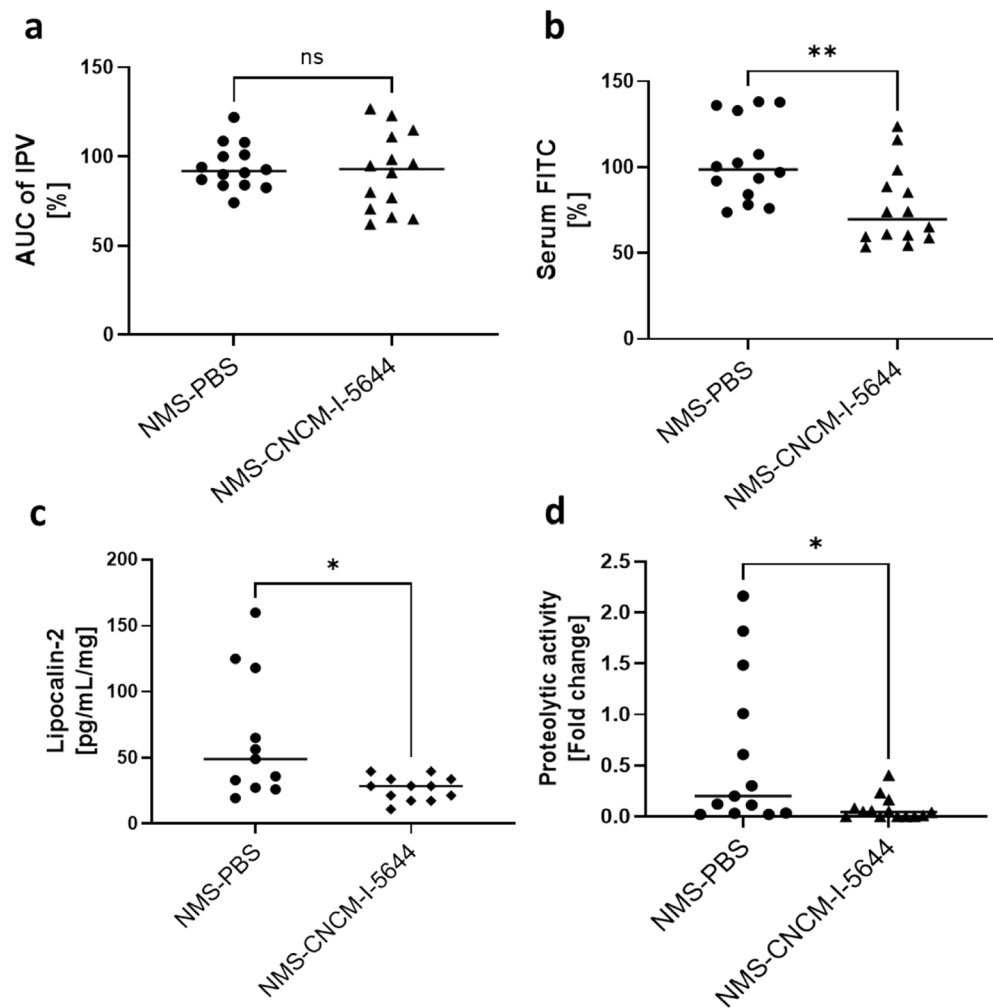 a
ns
AUC of IPV
[%]
150
100
50
0
NMS-PBS
NMS-CNCM-I-5644
b
**
Serum FITC
[%]
150
100
50
0
NMS-PBS
NMS-CNCM-I-5644
c
*
Lipocalin-2
[pg/mL/mg]
200
150
100
50
0
NMS-PBS
NMS-CNCM-I-5644
d
*
Proteolytic activity
[Fold change]
2.5
2.0
1.5
1.0
0.5
0.0
NMS-PBS
NMS-CNCM-I-5644